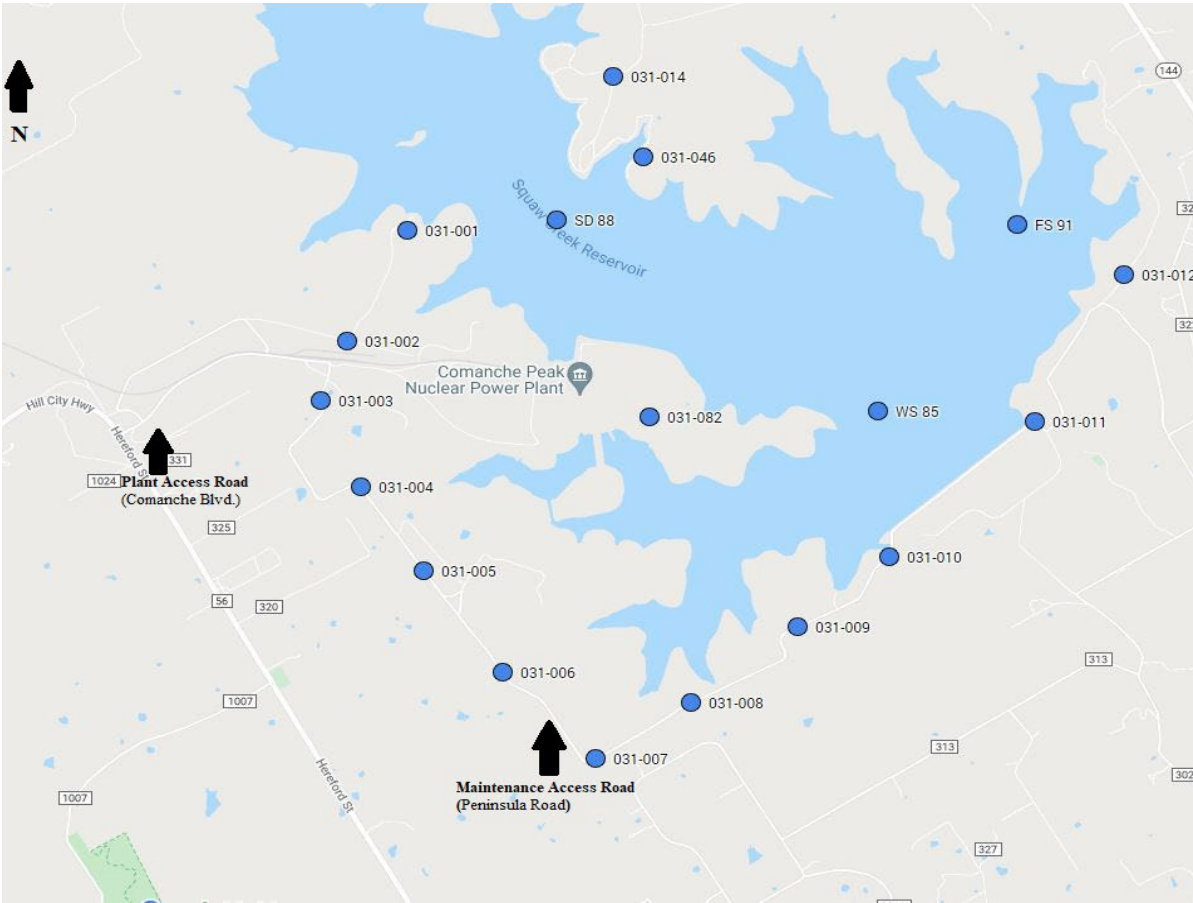 031-014
144
N
031-046
Squaw Creek Reservoir
SD 88
FS 91
031-001
031-012
031-002
Comanche Peak
Nuclear Power Plant
Hill City Hwy
031-003
031-082
WS 85
031-011
Hereford St
331
1024
Plant Access Road
(Comanche Blvd.)
031-004
325
031-010
031-005
56
320
031-009
313
031-006
1007
031-008
313
031-007
Hereford St
Maintenance Access Road
(Peninsula Road)
1007
302
327